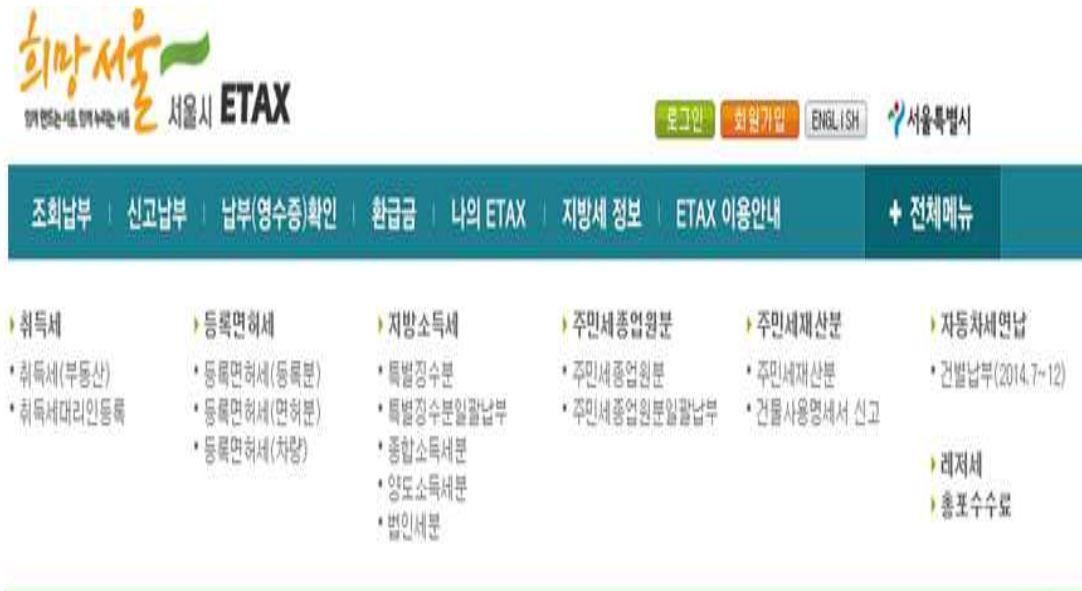 희망서울
함께 만드는 서울, 함께 누리는 서울
서울시 ETAX
로그인 회원가입 ENGLISH 서울특별시
조회납부 신고납부 납부(영수증)확인 환급금 나의 ETAX 지방세 정보 ETAX 이용안내 + 전체메뉴
취득세
• 취득세(부동산)
• 취득세대리인등록
등록면허세
• 등록면허세(등록분)
• 등록면허세(면허분)
• 등록면허세(차량)
지방소득세
• 특별징수분
• 특별징수분일괄납부
• 종합소득세분
• 양도소득세분
• 법인세분
주민세종업원분
• 주민세종업원분
• 주민세종업원분일괄납부
주민세재산분
• 주민세재산분
• 건물사용명세서 신고
자동차세연납
• 건별납부(2014.7~12)
레저세
총포수수료